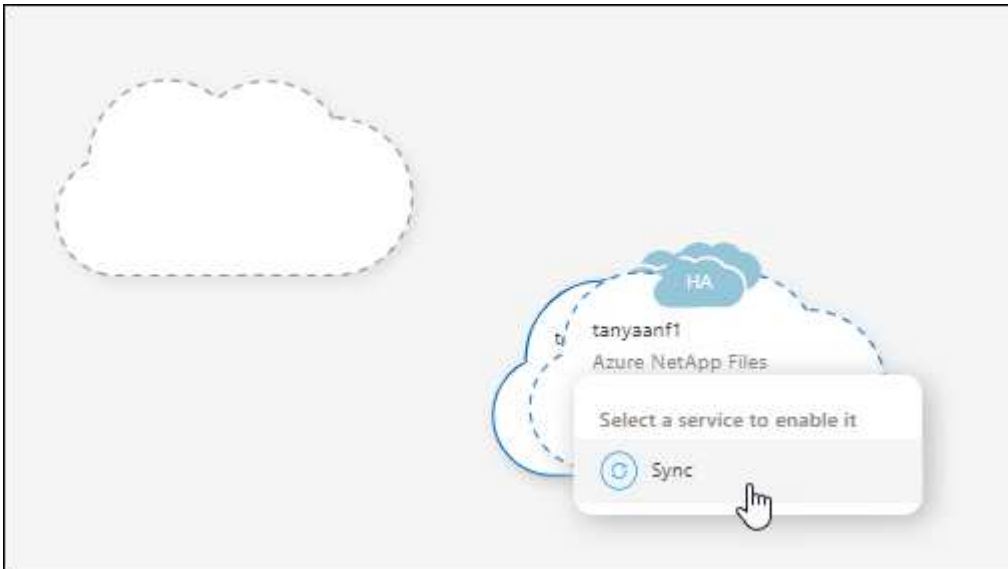 HA
tanyaanf1
Azure NetApp Files
Select a service to enable it
Sync